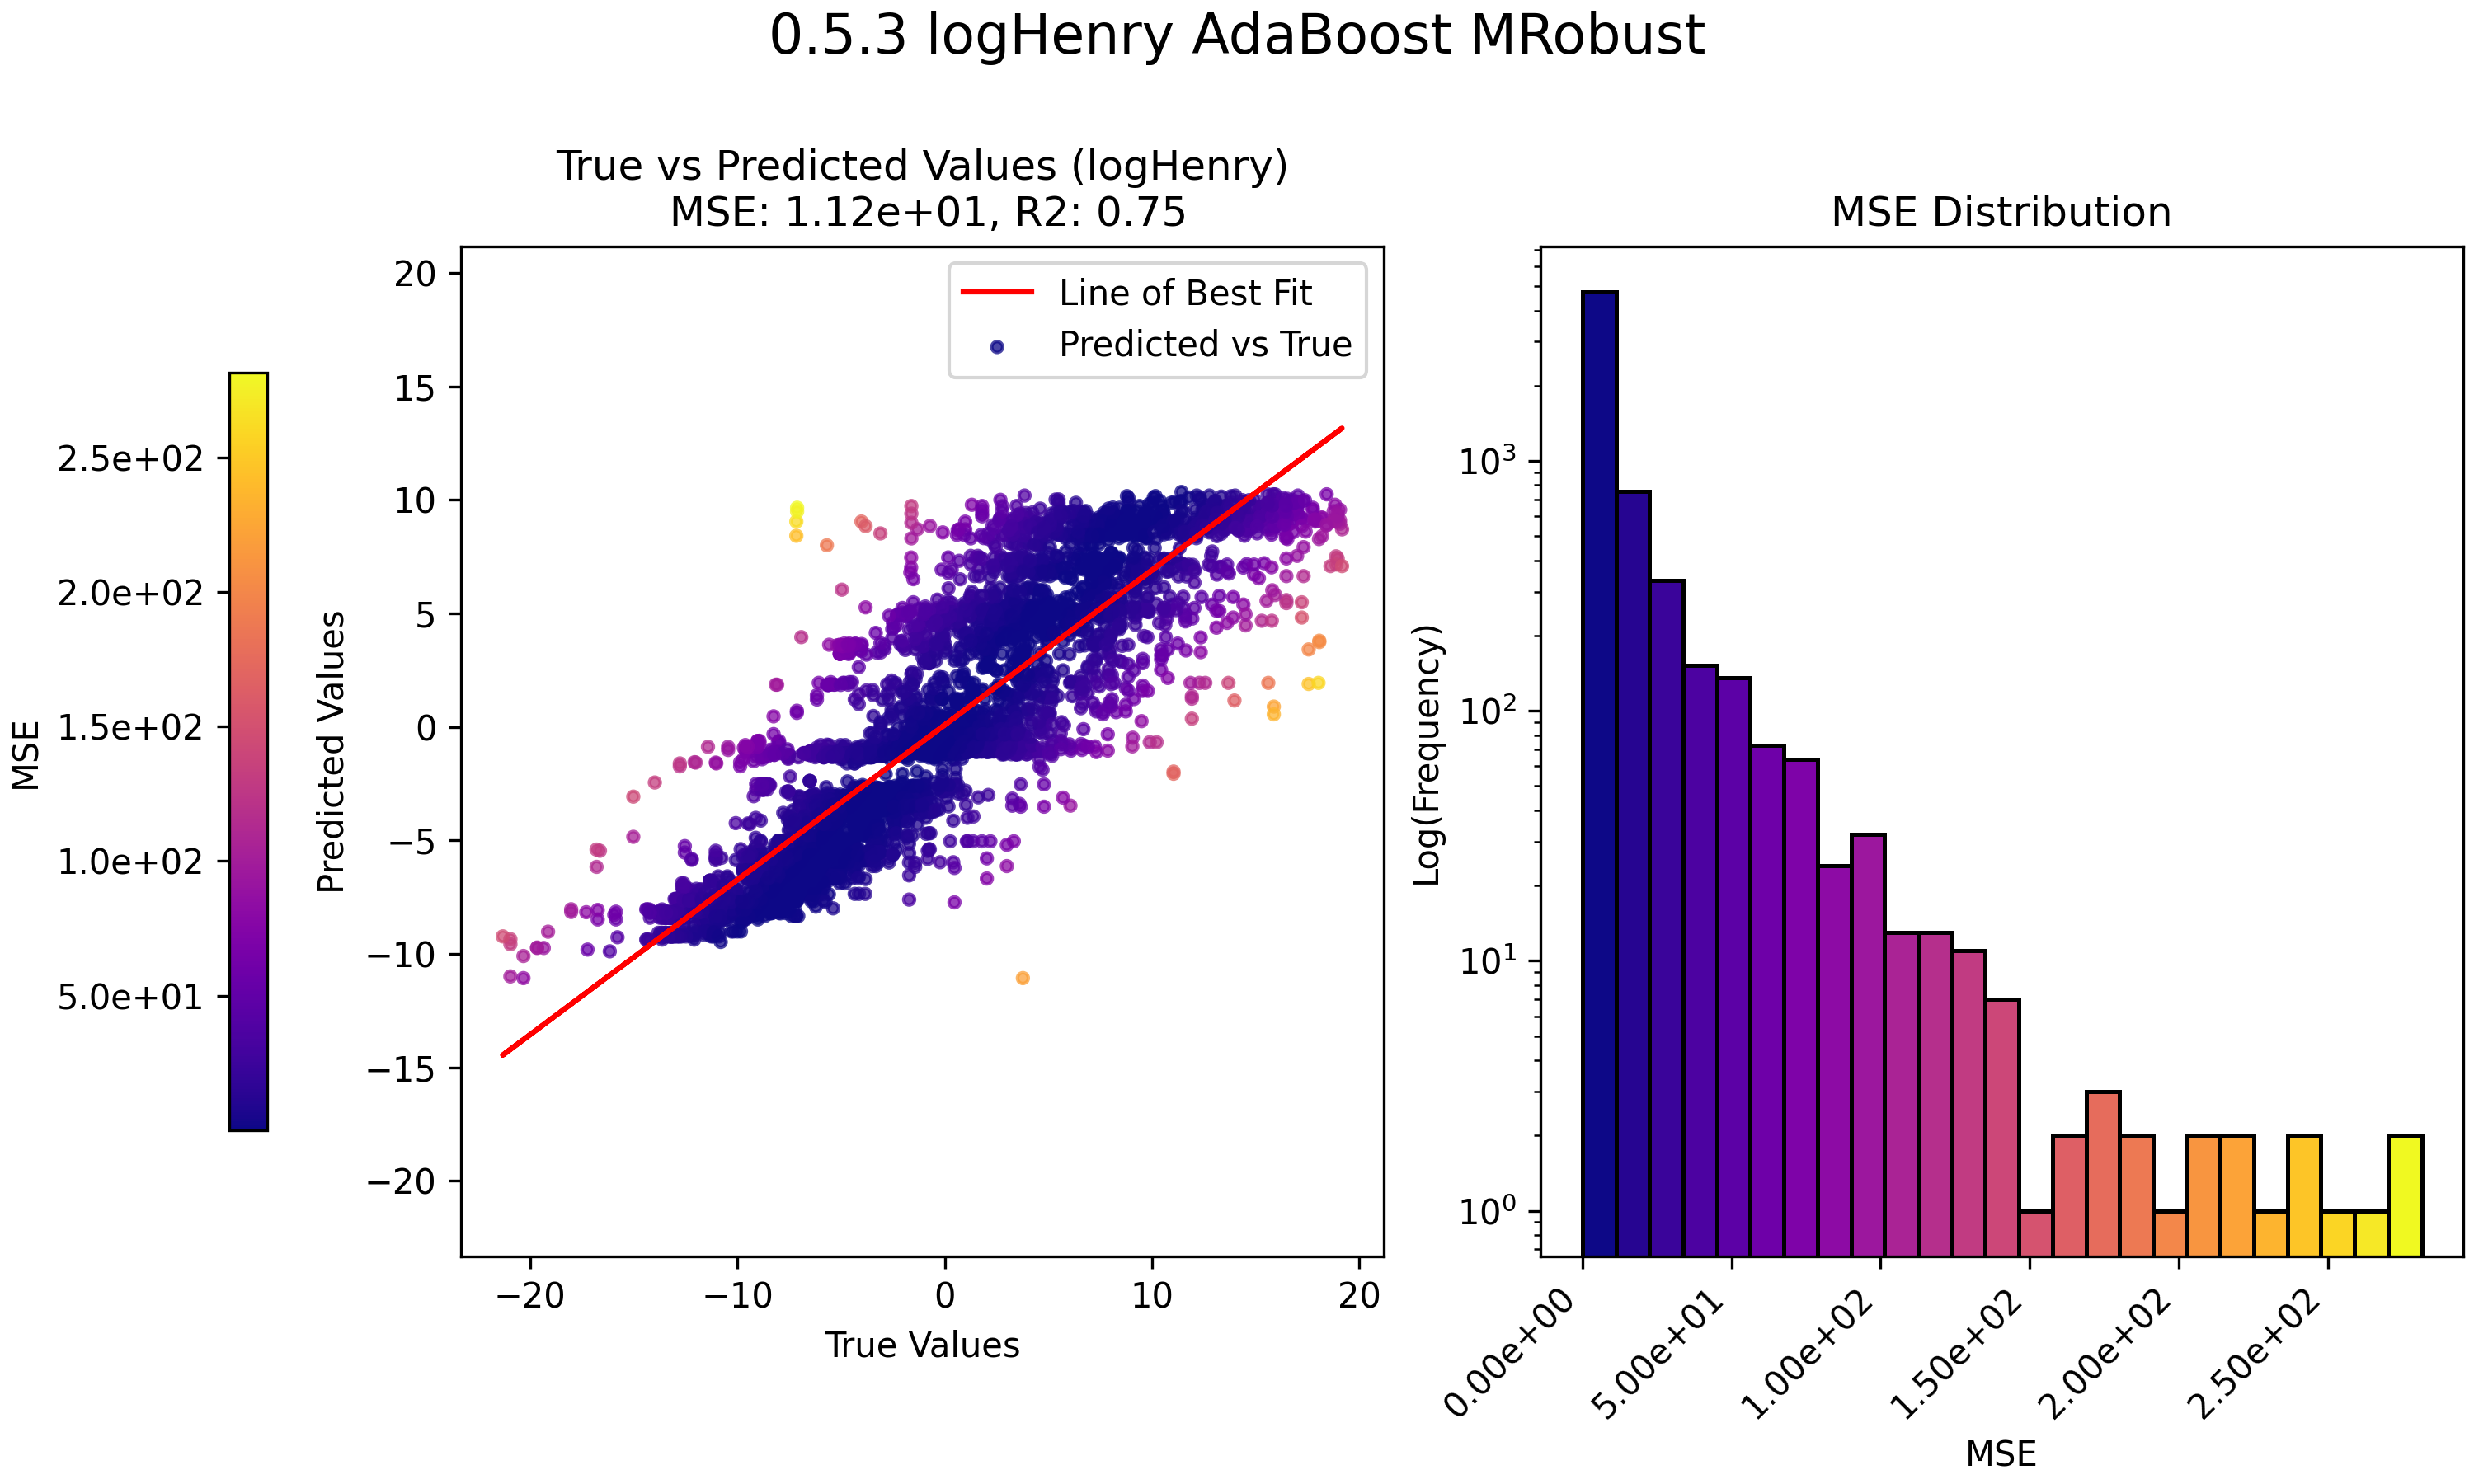 0.5.3 logHenry AdaBoost MRobust
True vs Predicted Values (logHenry)
MSE: 1.12e+01, R2: 0.75
MSE
2.5e+02
2.0e+02
1.5e+02
1.0e+02
5.0e+01
Predicted Values
20
15
10
5
0
−5
−10
−15
−20
Line of Best Fit
Predicted vs True
−20
−10
0
10
20
True Values
MSE Distribution
Log(Frequency)
10³
10²
10¹
10⁰
0.00e+00
5.00e+01
1.00e+02
1.50e+02
2.00e+02
2.50e+02
MSE